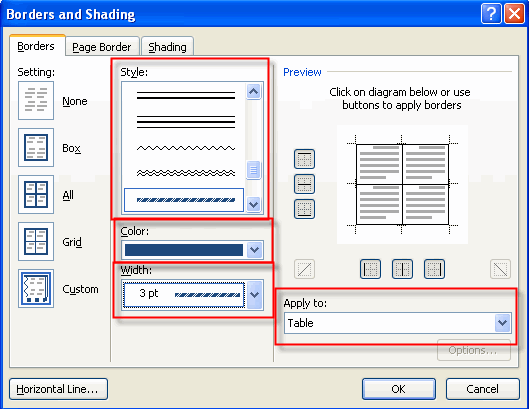 Borders and Shading
Borders
Page Border
Shading
Setting:
None
Box
All
Grid
Custom
Style:
Color:
Width:
3 pt
Preview
Click on diagram below or use
buttons to apply borders
Apply to:
Table
Options...
Horizontal Line...
OK
Cancel